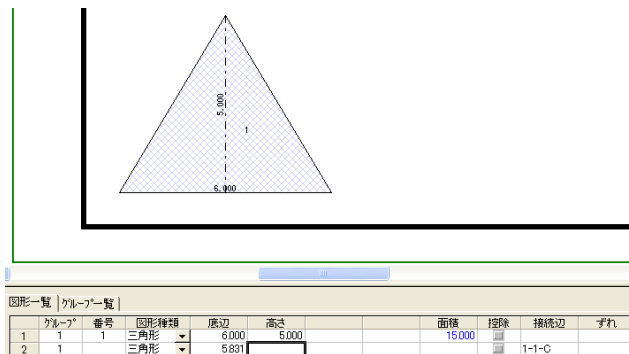 5.000
1
6.000
図形一覧 グループ一覧
グループ 番号 図形種類 底辺 高さ 面積 控除 接続辺 ずれ
1 1 1 三角形 6.000 5.000 15.000
2 1 三角形 5.831 1-1-C